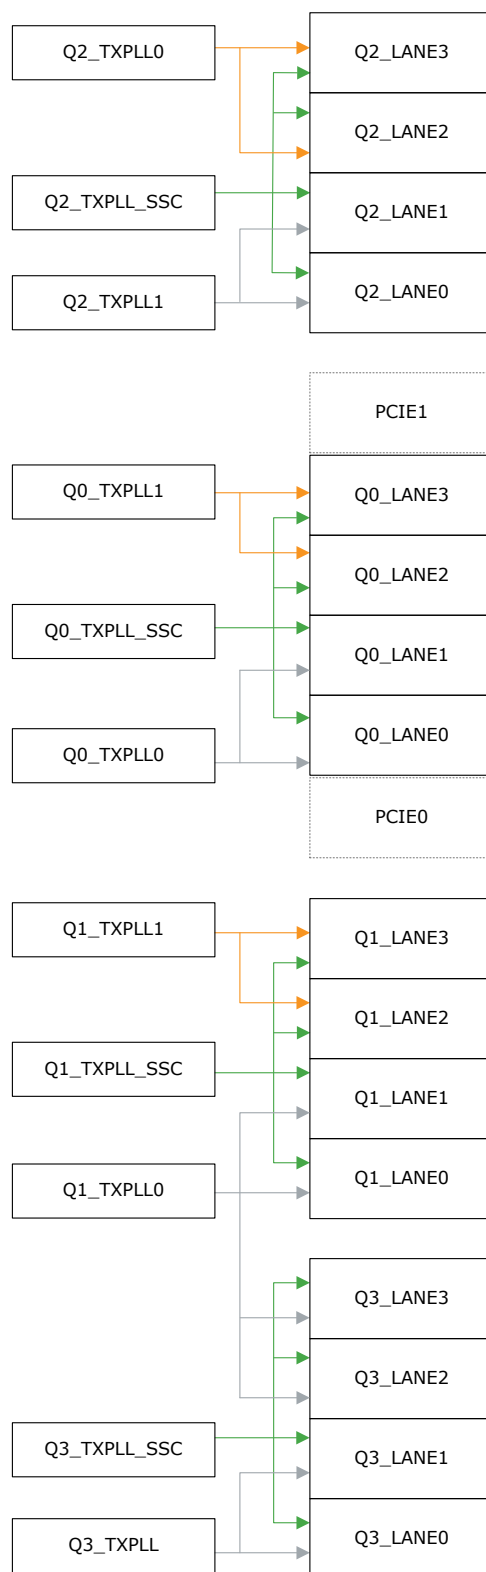 Q2_TXPLL0
Q2_LANE3
Q2_LANE2
Q2_TXPLL_SSC
Q2_LANE1
Q2_TXPLL1
Q2_LANE0
PCIE1
Q0_TXPLL1
Q0_LANE3
Q0_LANE2
Q0_TXPLL_SSC
Q0_LANE1
Q0_TXPLL0
Q0_LANE0
PCIE0
Q1_TXPLL1
Q1_LANE3
Q1_LANE2
Q1_TXPLL_SSC
Q1_LANE1
Q1_TXPLL0
Q1_LANE0
Q3_LANE3
Q3_LANE2
Q3_TXPLL_SSC
Q3_LANE1
Q3_TXPLL
Q3_LANE0